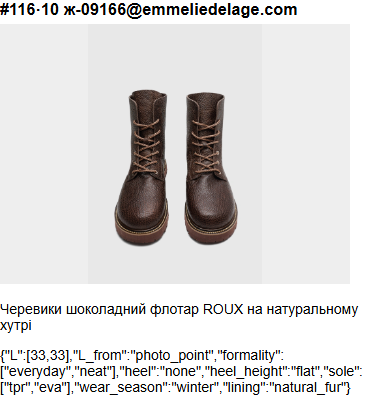 #116·10 ж-09166@emmeliedelage.com
Черевики шоколадний флотар ROUX на натуральному
хутрі
{"L":[33,33],"L_from":"photo_point","formality":
["everyday","neat"],"heel":"none","heel_height":"flat","sole":
["tpr","eva"],"wear_season":"winter","lining":"natural_fur"}